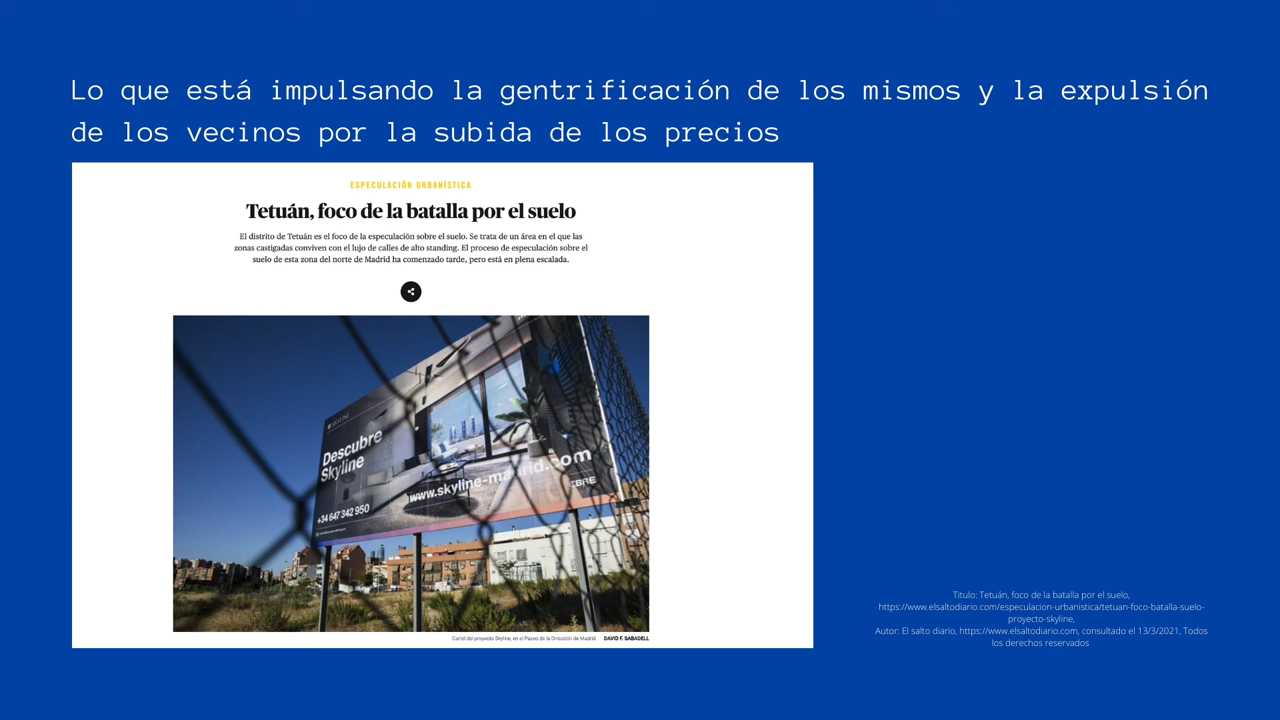 Lo que está impulsando la gentrificación de los mismos y la expulsión
de los vecinos por la subida de los precios
ESPECULACIÓN URBANÍSTICA
Tetuán, foco de la batalla por el suelo
El distrito de Tetuán es el foco de la especulación sobre el suelo. Se trata de un área en el que las
zonas castigadas conviven con el lujo de calles de alto standing. El proceso de especulación sobre el
suelo de esta zona del norte de Madrid ha comenzado tarde, pero está en plena escalada.
SKYLINE
Descubre
Skyline
www.skyline-madrid.com
CBRE
+34 647 342 950
Cartel del proyecto Skyline, en el Paseo de la Dirección de Madrid. DAVID F. SABADELL
Titulo: Tetuán, foco de la batalla por el suelo,
https://www.elsaltodiario.com/especulacion-urbanistica/tetuan-foco-batalla-suelo-
proyecto-skyline,
Autor: El salto diario, https://www.elsaltodiario.com, consultado el 13/3/2021, Todos
los derechos reservados